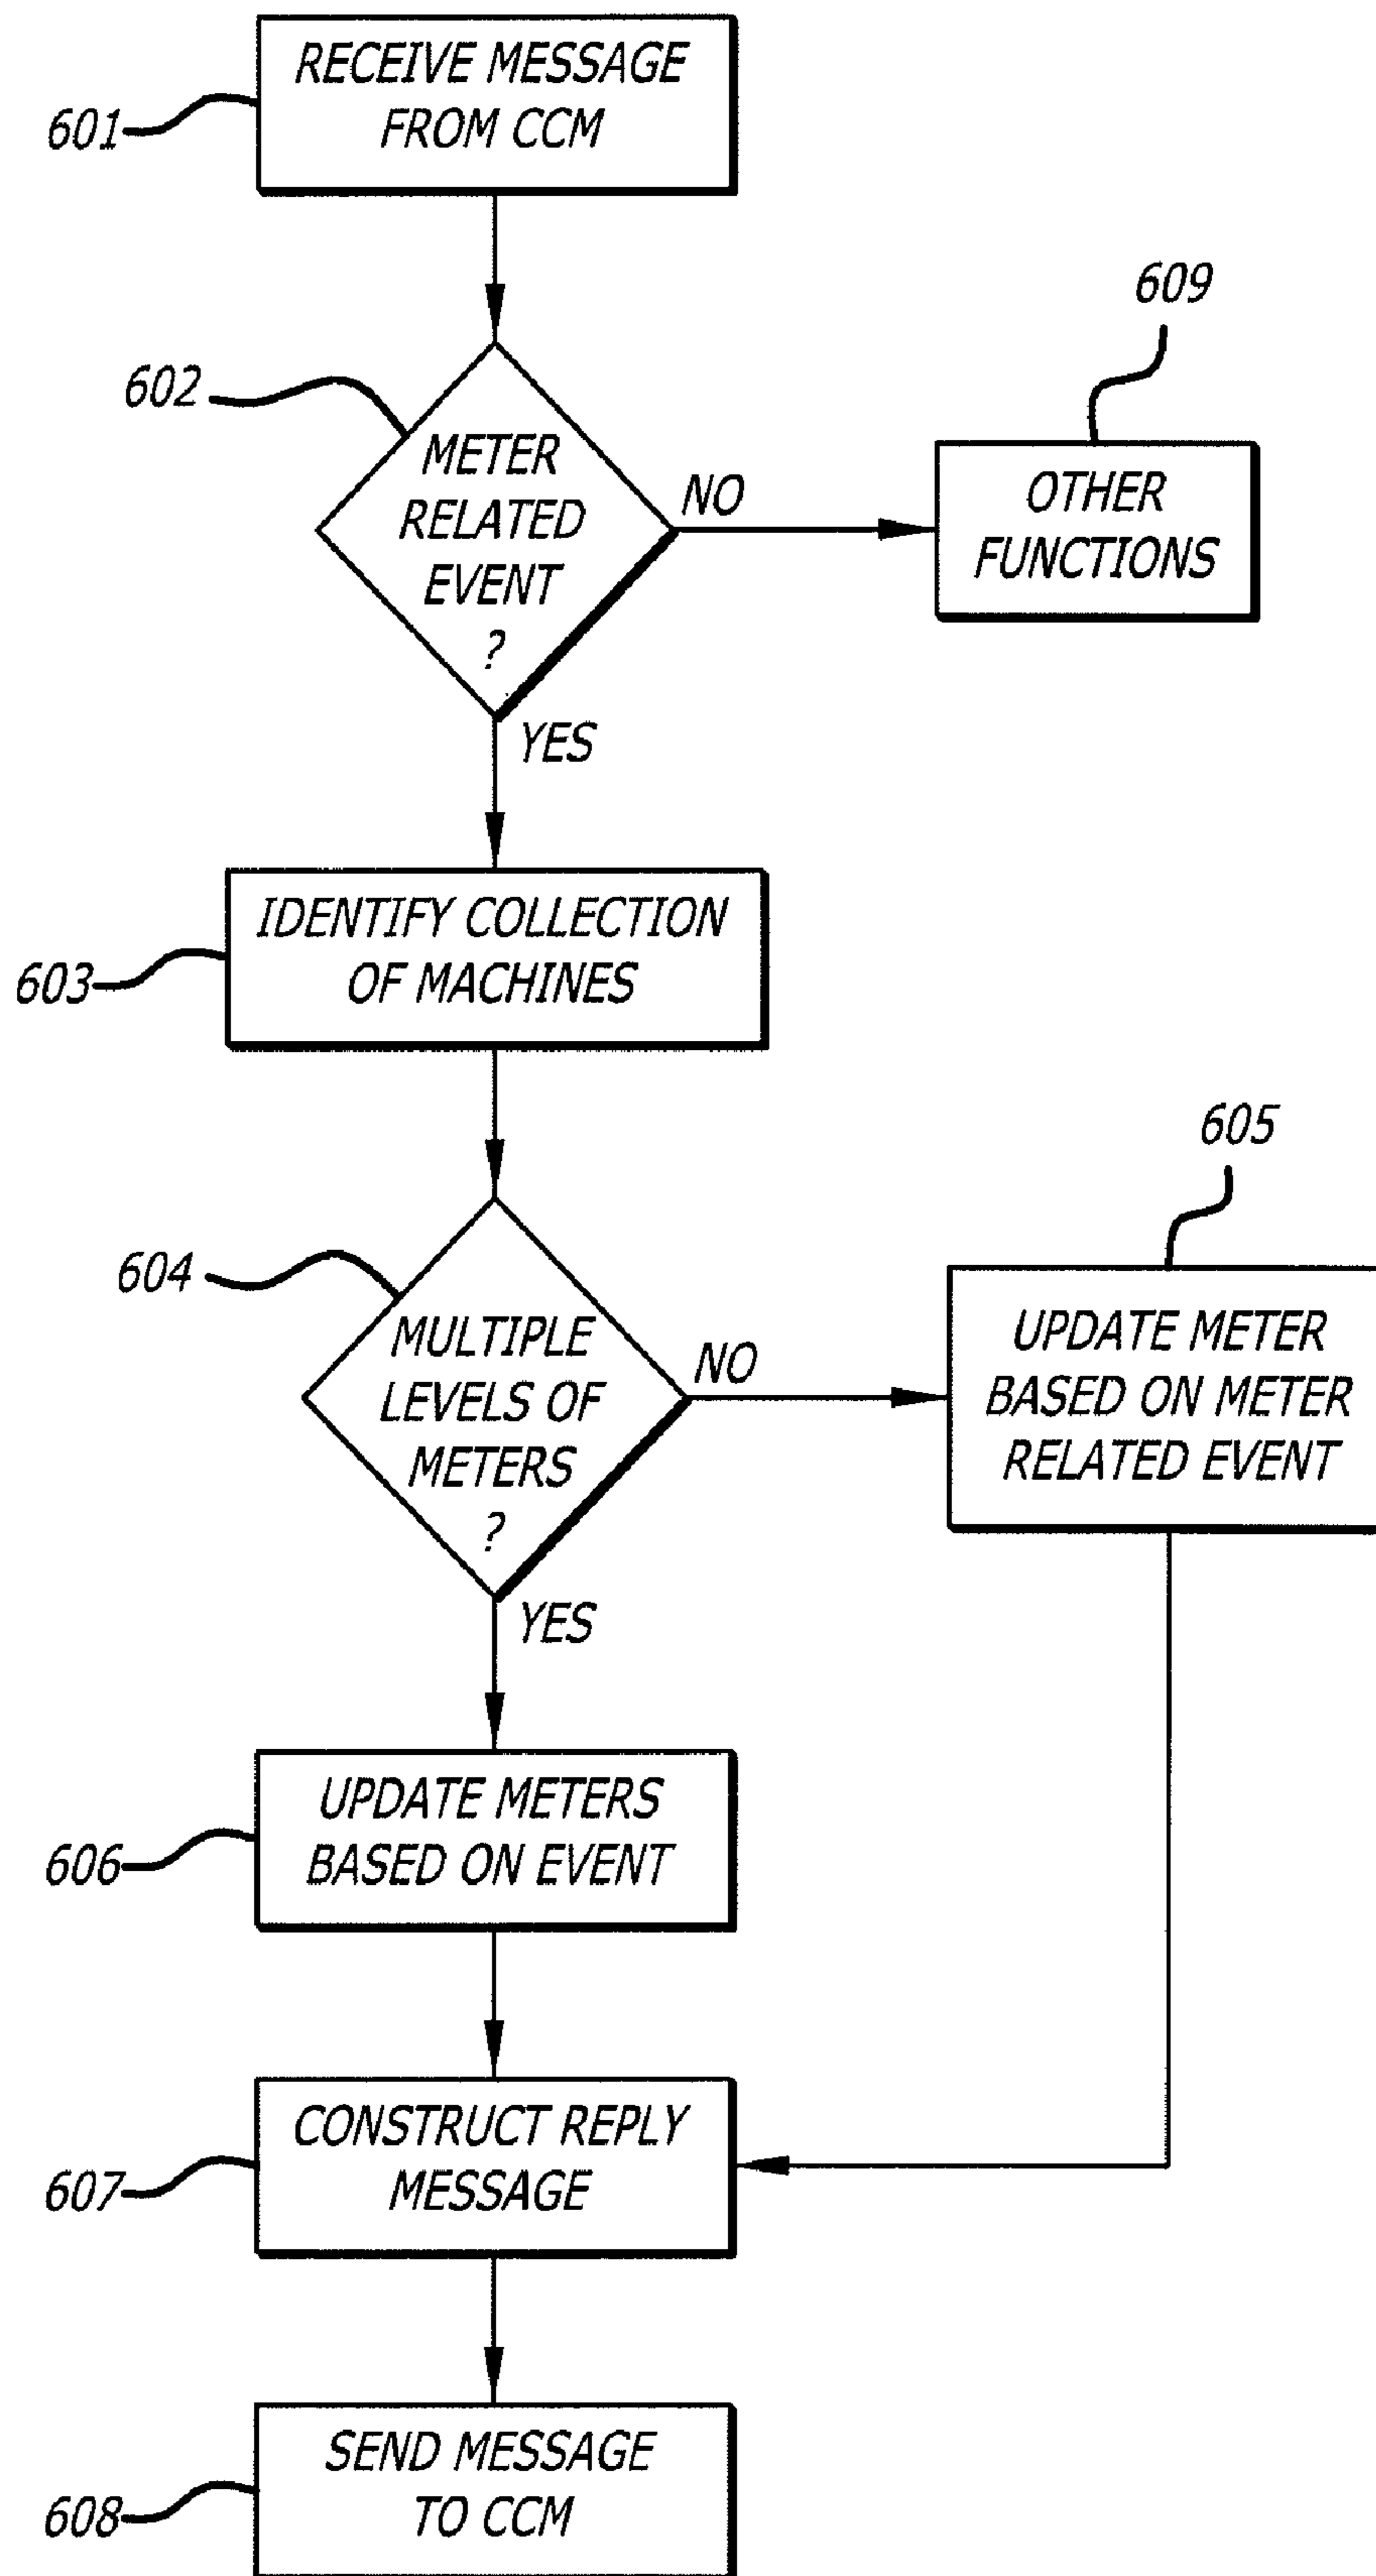 RECEIVE MESSAGE
FROM CCM
601
609
602
METER
RELATED
EVENT
?
NO
OTHER
FUNCTIONS
YES
IDENTIFY COLLECTION
OF MACHINES
603
605
604
MULTIPLE
LEVELS OF
METERS
?
NO
UPDATE METER
BASED ON METER
RELATED EVENT
YES
UPDATE METERS
BASED ON EVENT
606
CONSTRUCT REPLY
MESSAGE
607
SEND MESSAGE
TO CCM
608